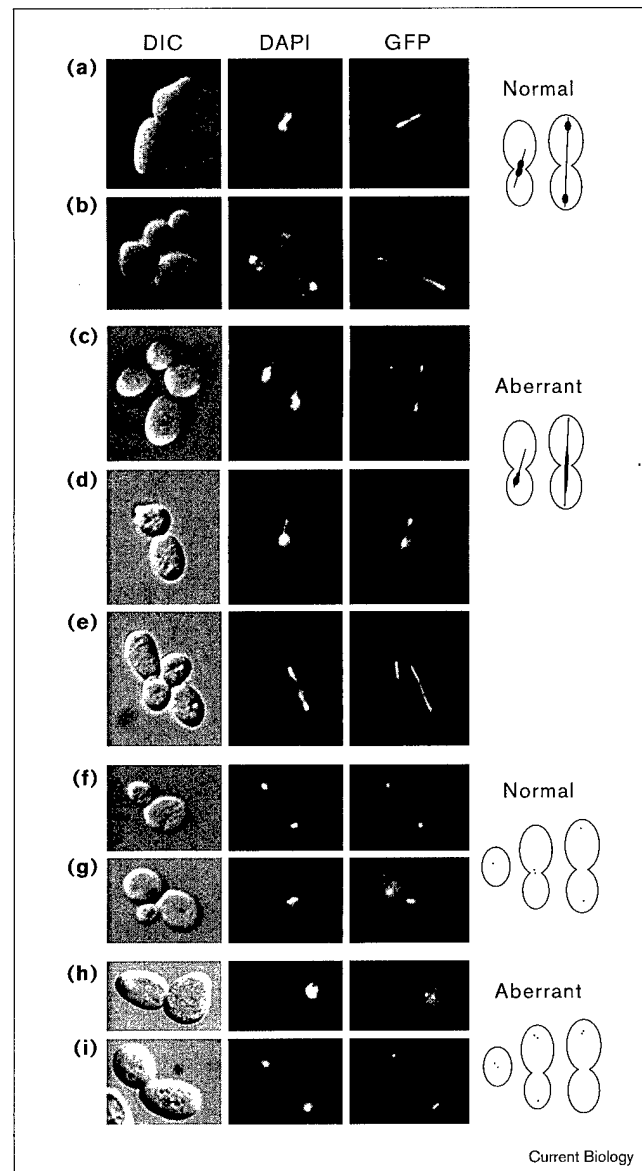 DIC DAPI GFP
(a)
Normal
(b)
(c)
Aberrant
(d)
(e)
(f)
Normal
(g)
(h)
Aberrant
(i)
Current Biology